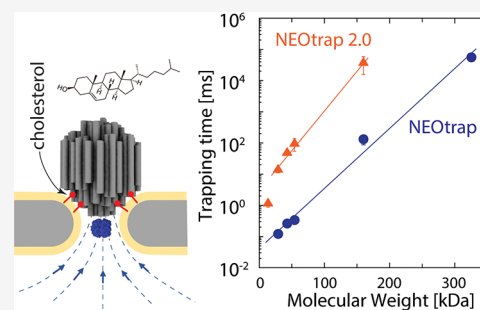 cholesterol
HO
H
H
H
H
Trapping time [ms]
10⁶
10⁴
10²
10⁰
10⁻²
NEOtrap 2.0
NEOtrap
0
100
200
300
Molecular Weight [kDa]